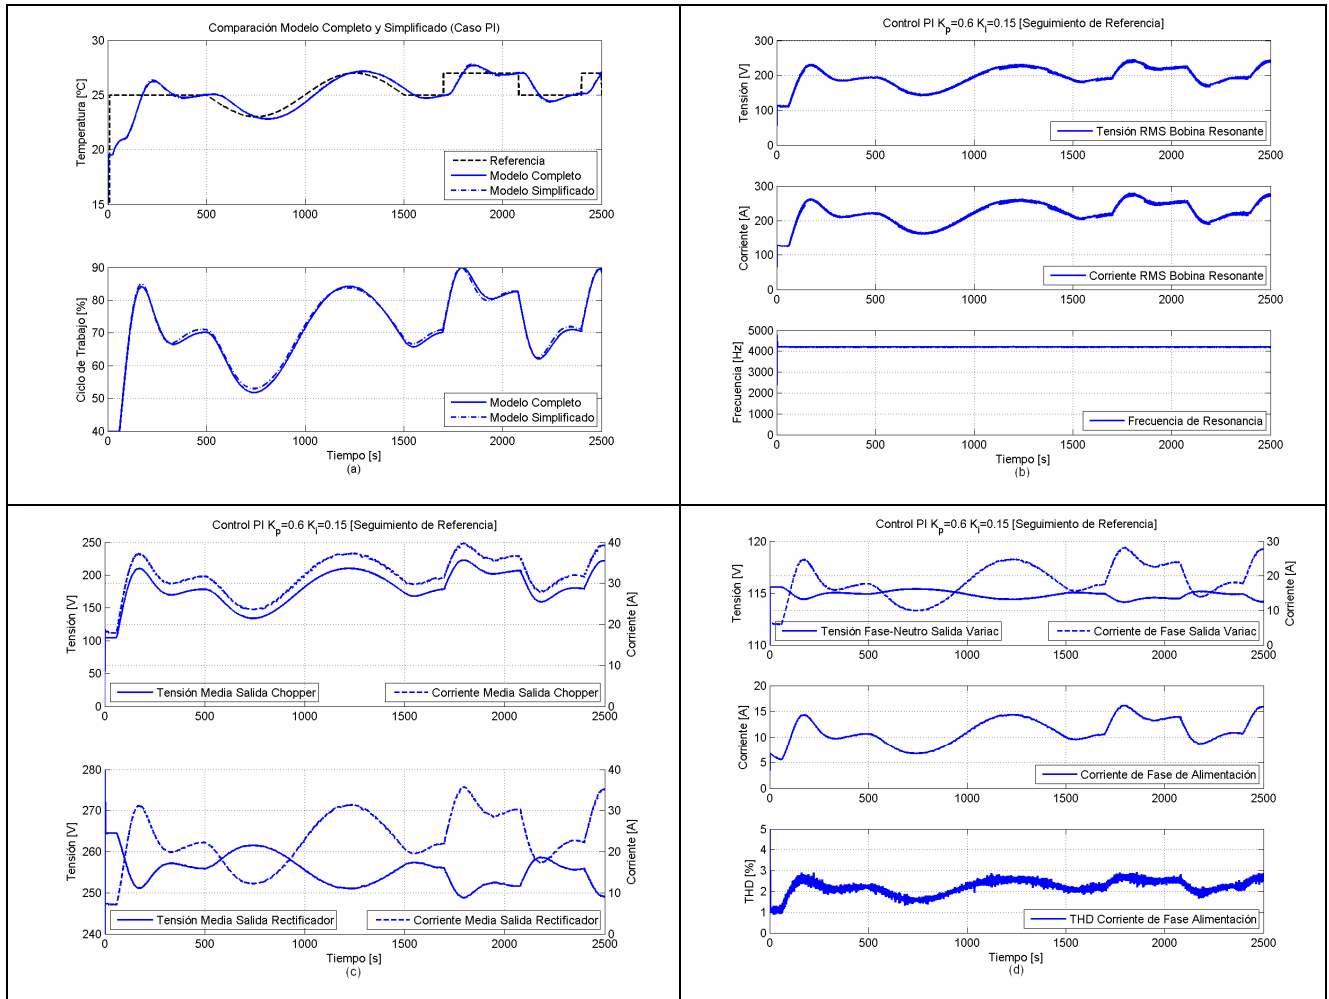 Comparación Modelo Completo y Simplificado (Caso PI)
30
25
20
15
Temperatura [ºC]
Referencia
Modelo Completo
Modelo Simplificado
0 500 1000 1500 2000 2500
90
80
70
60
50
40
Ciclo de Trabajo [%]
Modelo Completo
Modelo Simplificado
0 500 1000 1500 2000 2500
Tiempo [s]
(a)
Control PI Kp=0.6 Ki=0.15 [Seguimiento de Referencia]
300
200
100
0
Tensión [V]
Tensión RMS Bobina Resonante
0 500 1000 1500 2000 2500
300
200
100
0
Corriente [A]
Corriente RMS Bobina Resonante
0 500 1000 1500 2000 2500
5000
4000
3000
2000
1000
0
Frecuencia [Hz]
Frecuencia de Resonancia
0 500 1000 1500 2000 2500
Tiempo [s]
(b)
Control PI Kp=0.6 Ki=0.15 [Seguimiento de Referencia]
250
200
150
100
50
0
Tensión [V]
40
30
20
10
0
Corriente [A]
Tensión Media Salida Chopper
Corriente Media Salida Chopper
0 500 1000 1500 2000 2500
280
270
260
250
240
Tensión [V]
40
30
20
10
0
Corriente [A]
Tensión Media Salida Rectificador
Corriente Media Salida Rectificador
0 500 1000 1500 2000 2500
Tiempo [s]
(c)
Control PI Kp=0.6 Ki=0.15 [Seguimiento de Referencia]
120
115
110
Tensión [V]
30
20
10
0
Corriente [A]
Tensión Fase-Neutro Salida Variac
Corriente de Fase Salida Variac
0 500 1000 1500 2000 2500
20
15
10
5
0
Corriente [A]
Corriente de Fase de Alimentación
0 500 1000 1500 2000 2500
5
4
3
2
1
0
THD [%]
THD Corriente de Fase Alimentación
0 500 1000 1500 2000 2500
Tiempo [s]
(d)